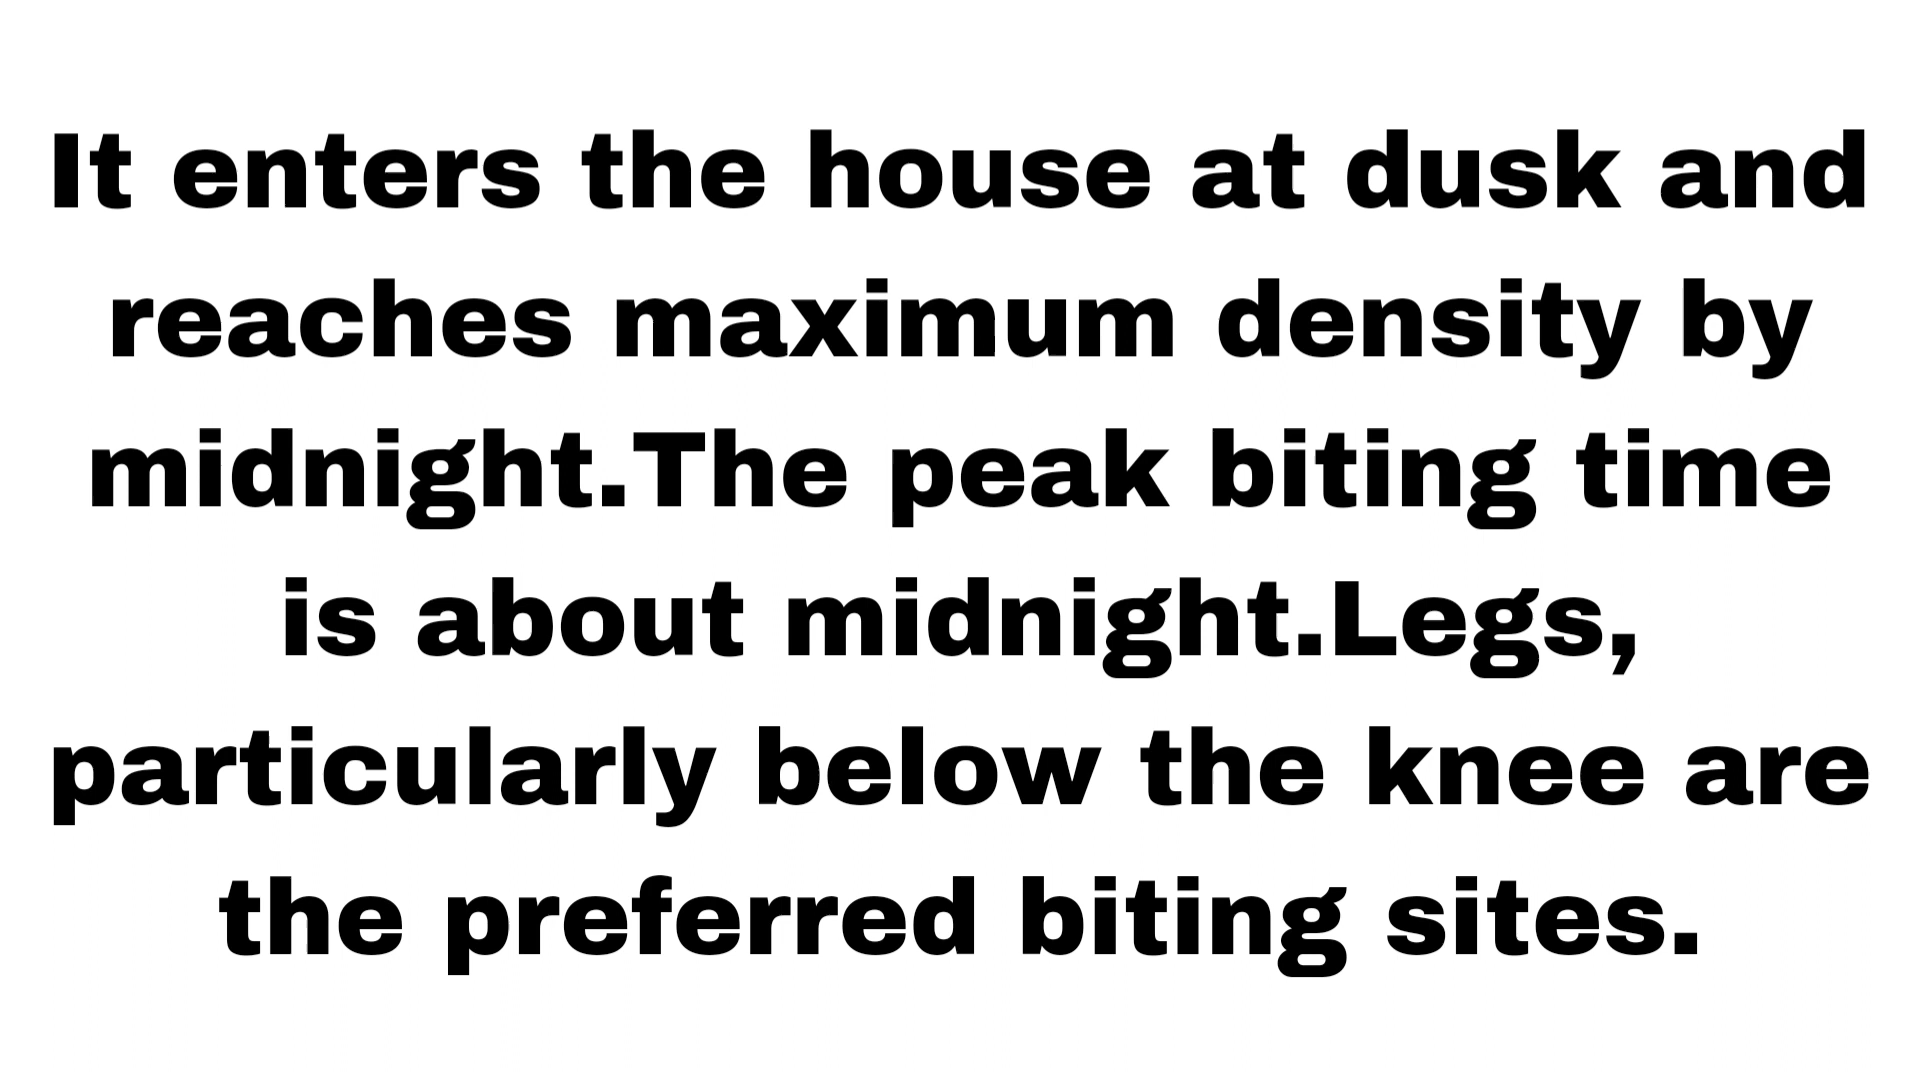 It enters the house at dusk and
reaches maximum density by
midnight.The peak biting time
is about midnight.Legs,
particularly below the knee are
the preferred biting sites.